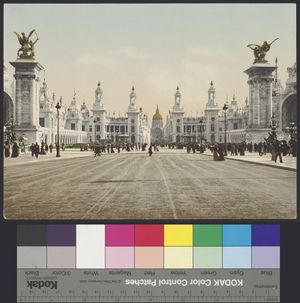 KODAK Color Control Patches
Blue Cyan Green Yellow Red Magenta White 3/Color Black
Kodak